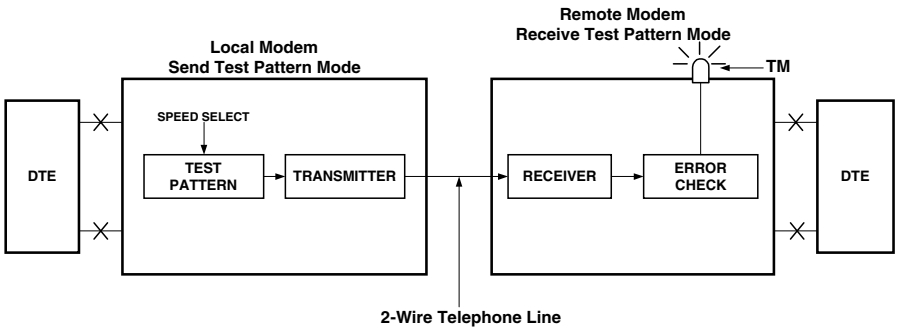 Remote Modem
Receive Test Pattern Mode
Local Modem
Send Test Pattern Mode
TM
SPEED SELECT
DTE
TEST
PATTERN
TRANSMITTER
RECEIVER
ERROR
CHECK
DTE
2-Wire Telephone Line